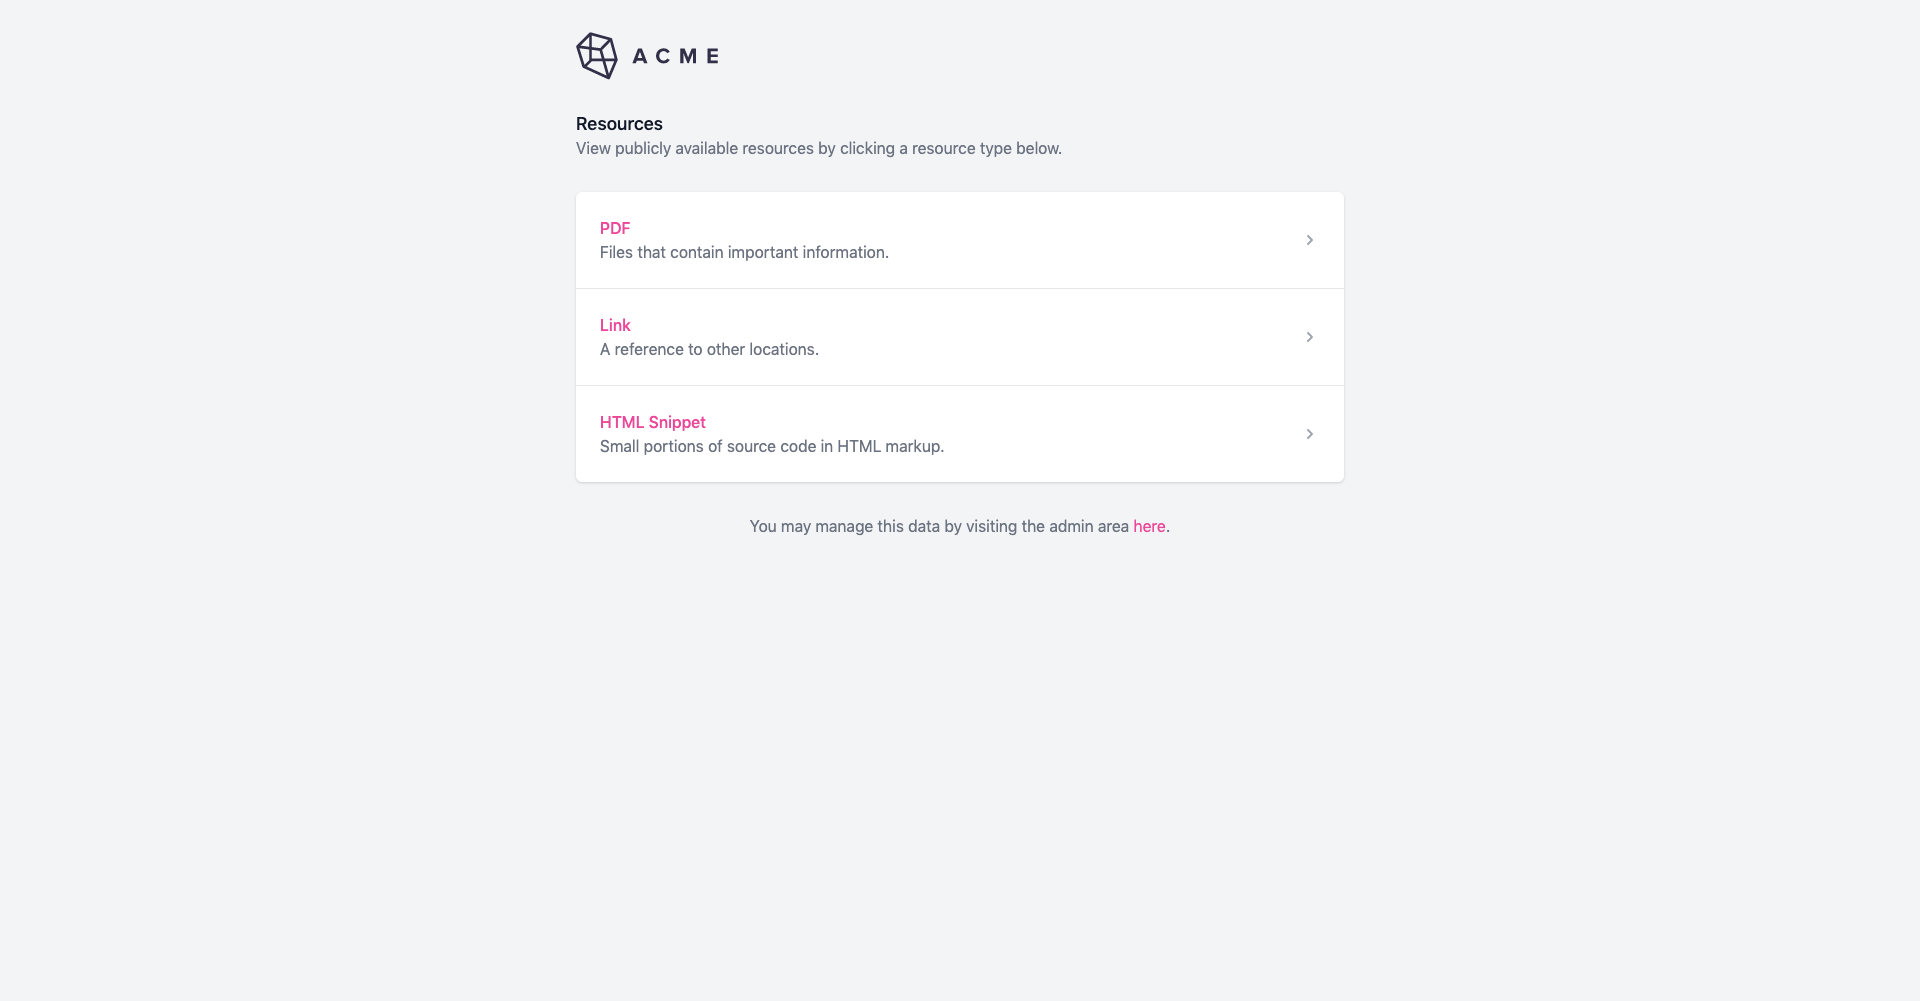 ACME
Resources
View publicly available resources by clicking a resource type below.
PDF
Files that contain important information.
Link
A reference to other locations.
HTML Snippet
Small portions of source code in HTML markup.
You may manage this data by visiting the admin area here.